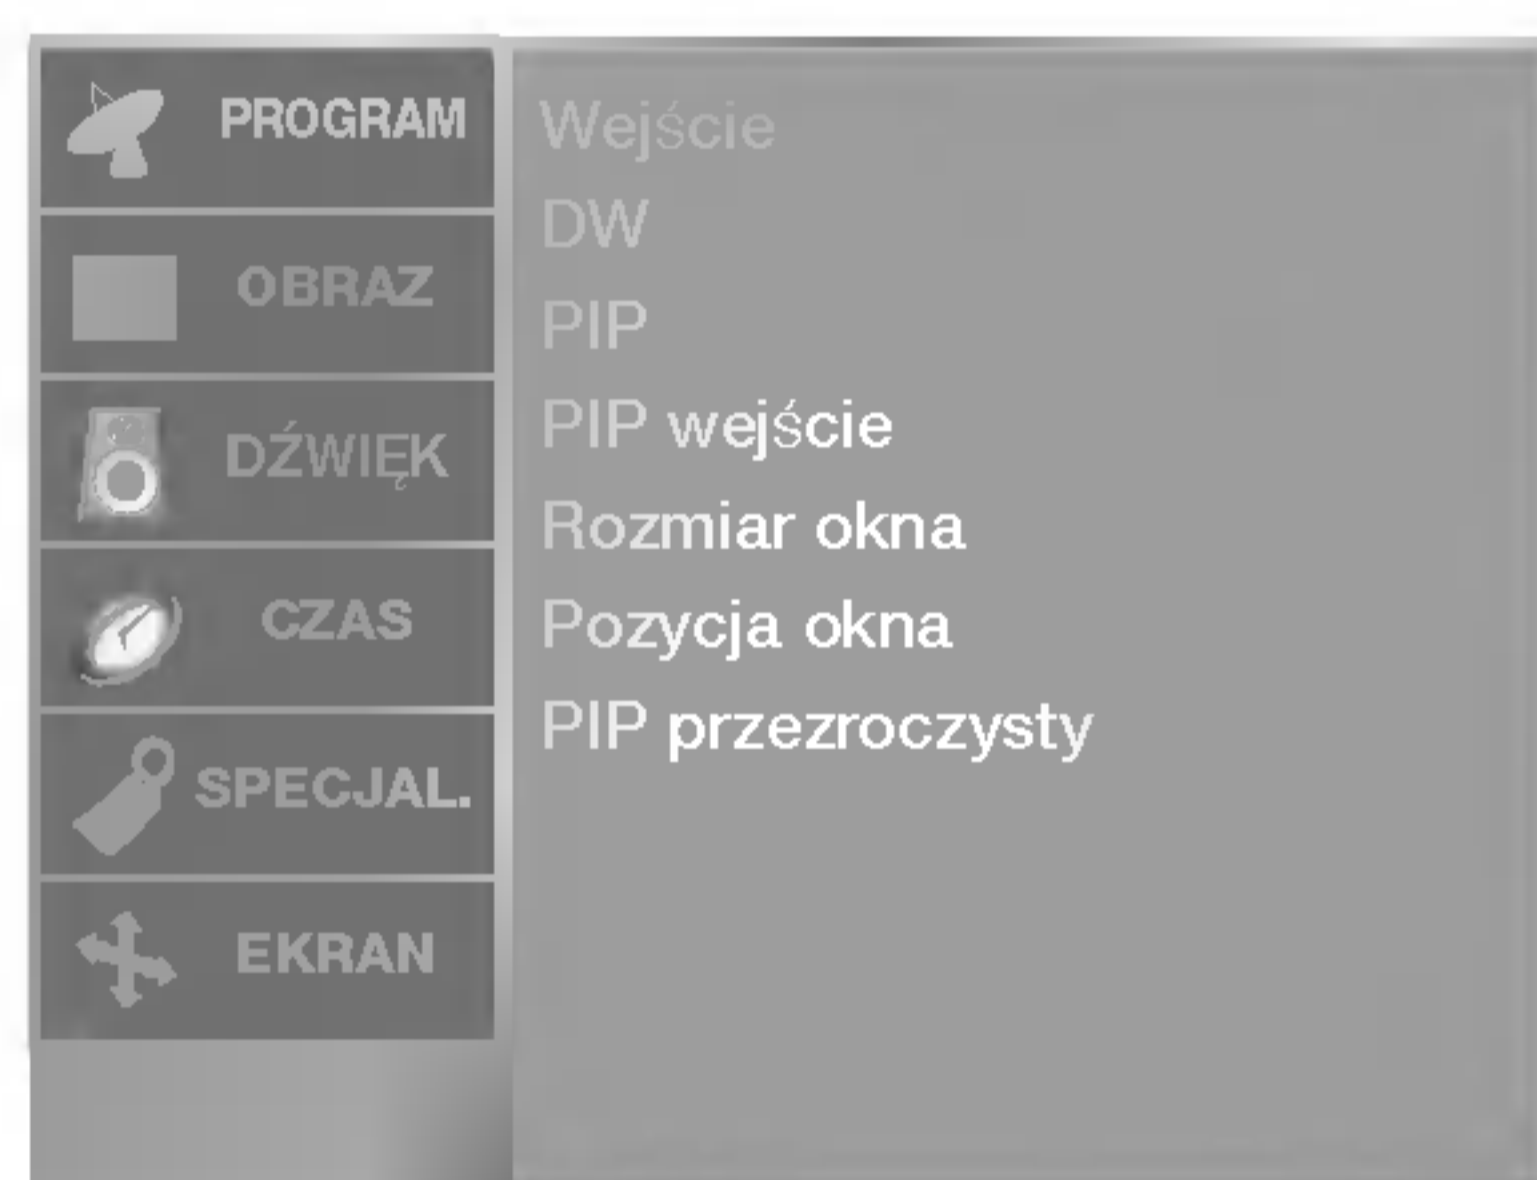 PROGRAM
OBRAZ
DŹWIĘK
CZAS
SPECJAL.
EKRAN
Wejście
DW
PIP
PIP wejście
Rozmiar okna
Pozycja okna
PIP przezroczysty